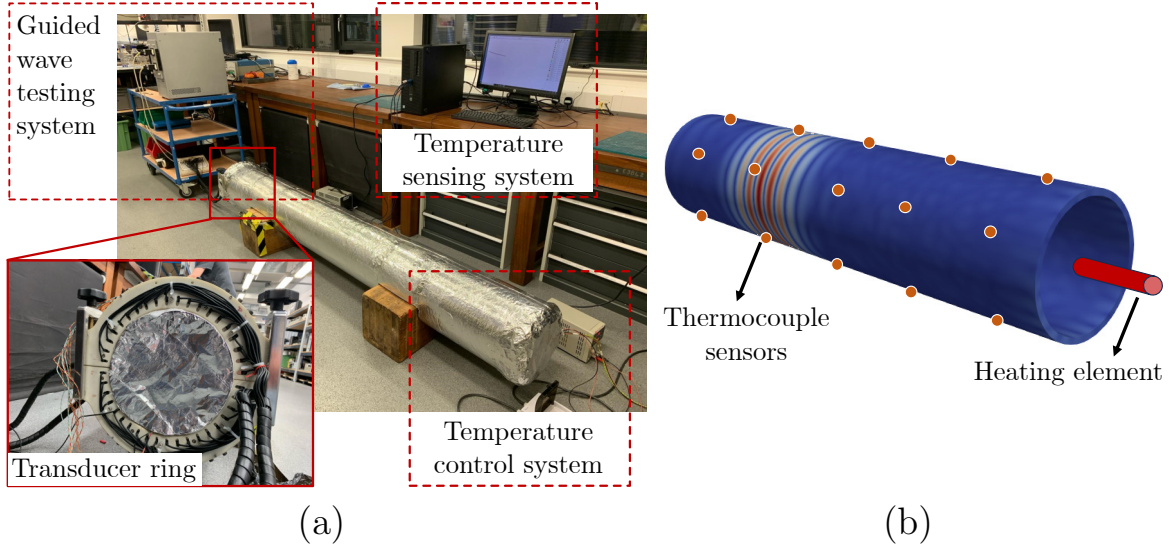 Guided
wave
testing
system
Temperature
sensing system
Transducer ring
Temperature
control system
(a)
Thermocouple
sensors
Heating element
(b)